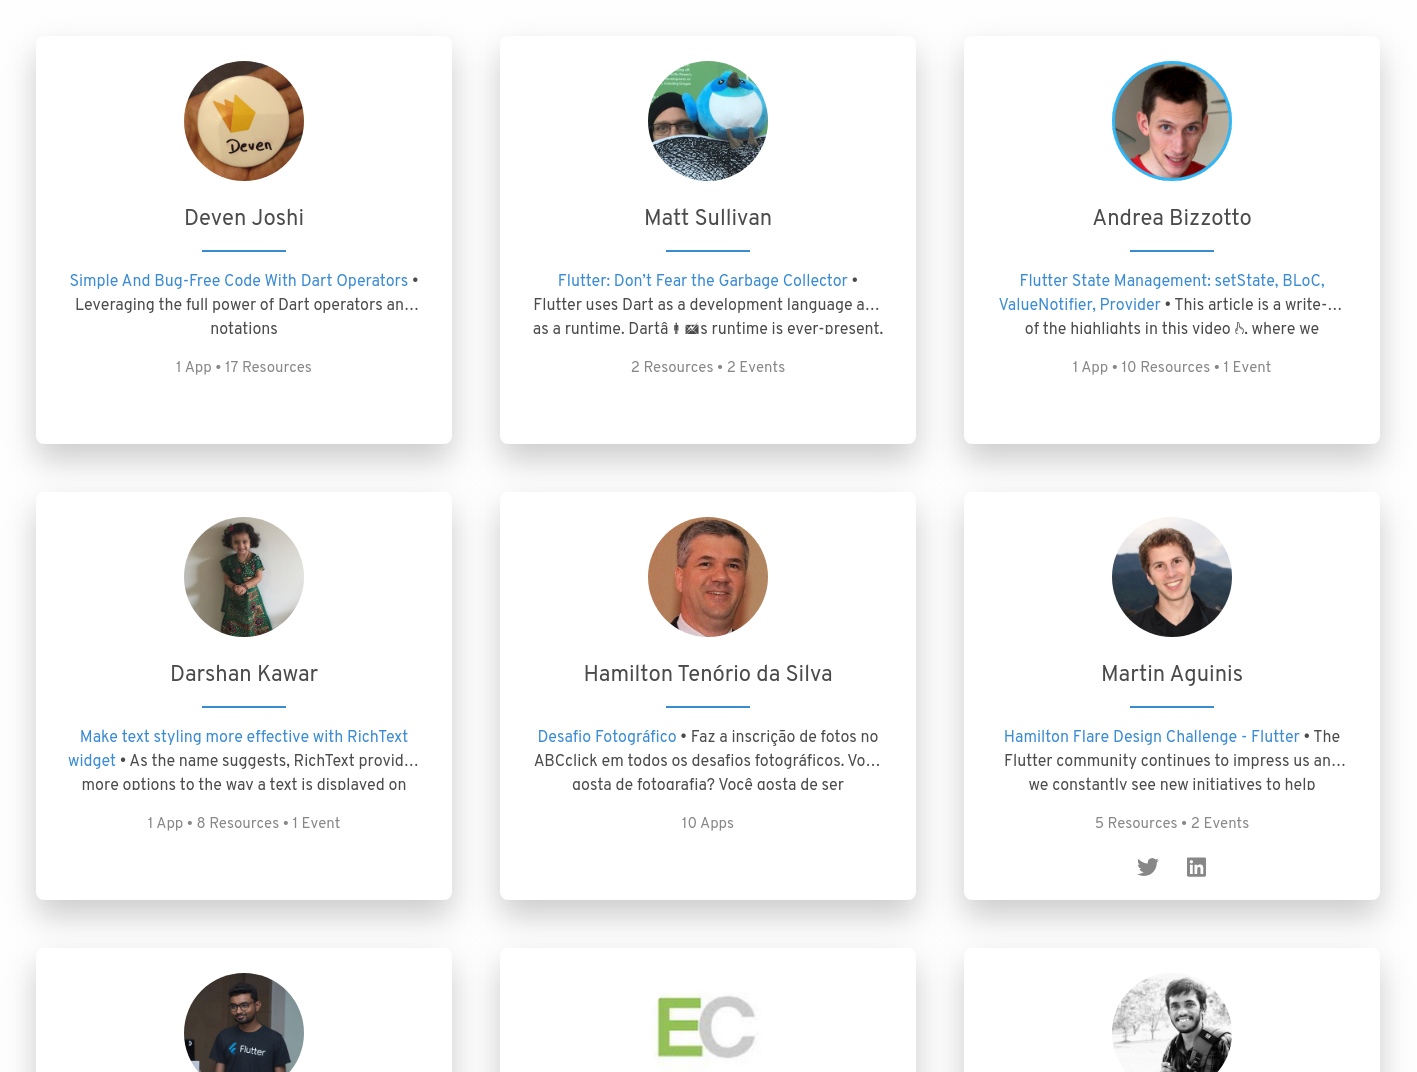 Deven
Deven Joshi
Simple And Bug-Free Code With Dart Operators •
Leveraging the full power of Dart operators an…
notations
1 App • 17 Resources
Matt Sullivan
Flutter: Don’t Fear the Garbage Collector •
Flutter uses Dart as a development language a…
as a runtime. Dartâ s runtime is ever-present.
2 Resources • 2 Events
Andrea Bizzotto
Flutter State Management: setState, BLoC,
ValueNotifier, Provider • This article is a write-…
of the highlights in this video 👆. where we
1 App • 10 Resources • 1 Event
Darshan Kawar
Make text styling more effective with RichText
widget • As the name suggests, RichText provid…
more options to the way a text is displayed on
1 App • 8 Resources • 1 Event
Hamilton Tenório da Silva
Desafio Fotográfico • Faz a inscrição de fotos no
ABCclick em todos os desafios fotográficos. Vo…
gosta de fotografia? Você gosta de ser
10 Apps
Martin Aguinis
Hamilton Flare Design Challenge - Flutter • The
Flutter community continues to impress us an…
we constantly see new initiatives to help
5 Resources • 2 Events
Flutter
EC